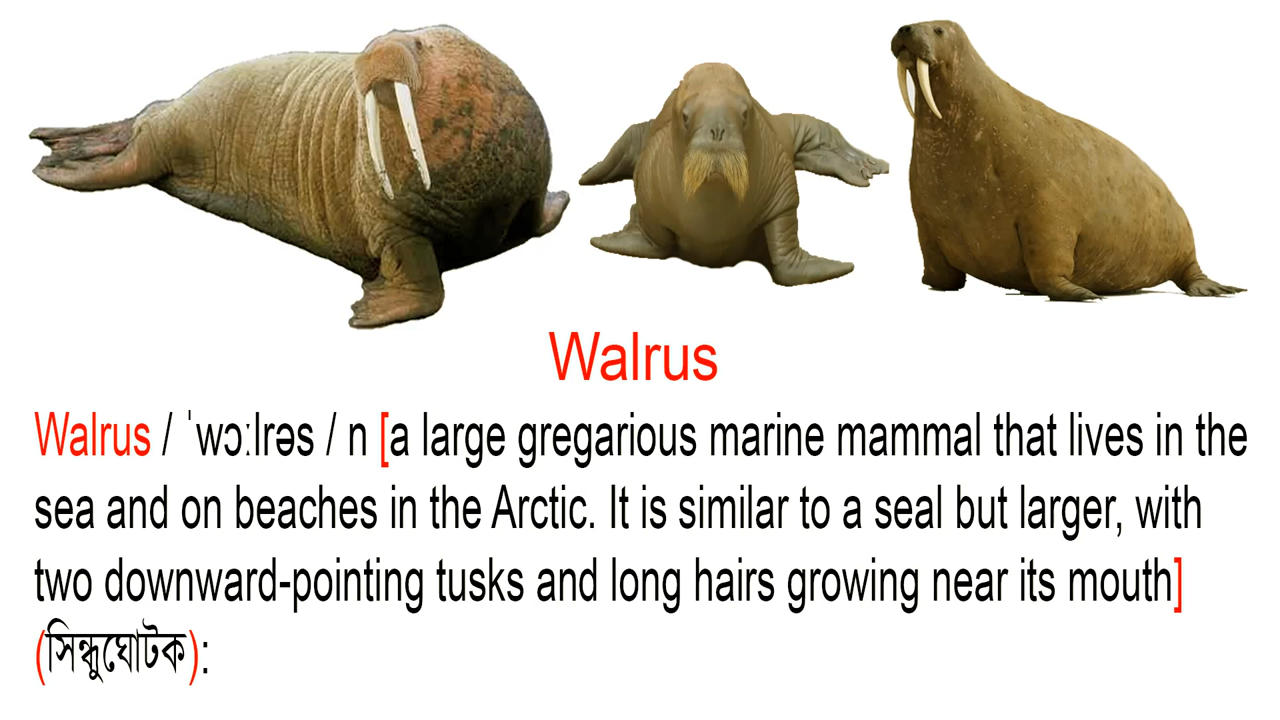 Walrus
Walrus / ˈwɔːlrəs / n [a large gregarious marine mammal that lives in the
sea and on beaches in the Arctic. It is similar to a seal but larger, with
two downward-pointing tusks and long hairs growing near its mouth]
(সিন্ধুঘোটক):